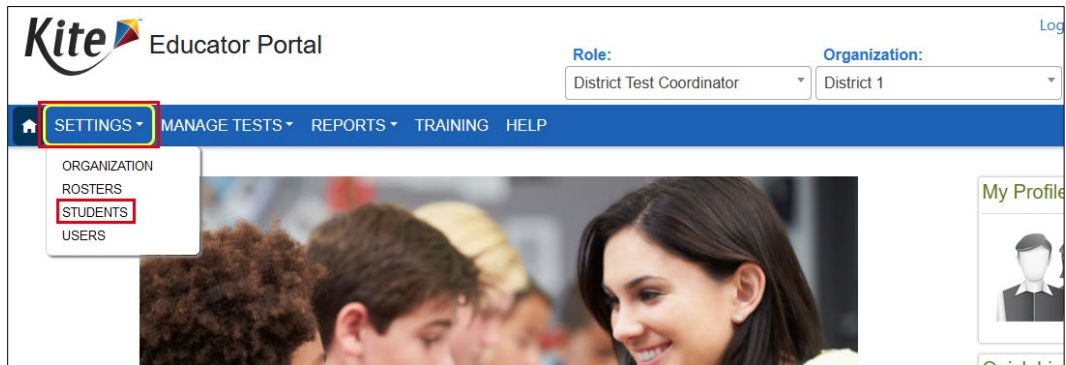 Kite Educator Portal
Log
Role:
Organization:
District Test Coordinator
District 1
SETTINGS MANAGE TESTS REPORTS TRAINING HELP
ORGANIZATION
ROSTERS
STUDENTS
USERS
My Profile